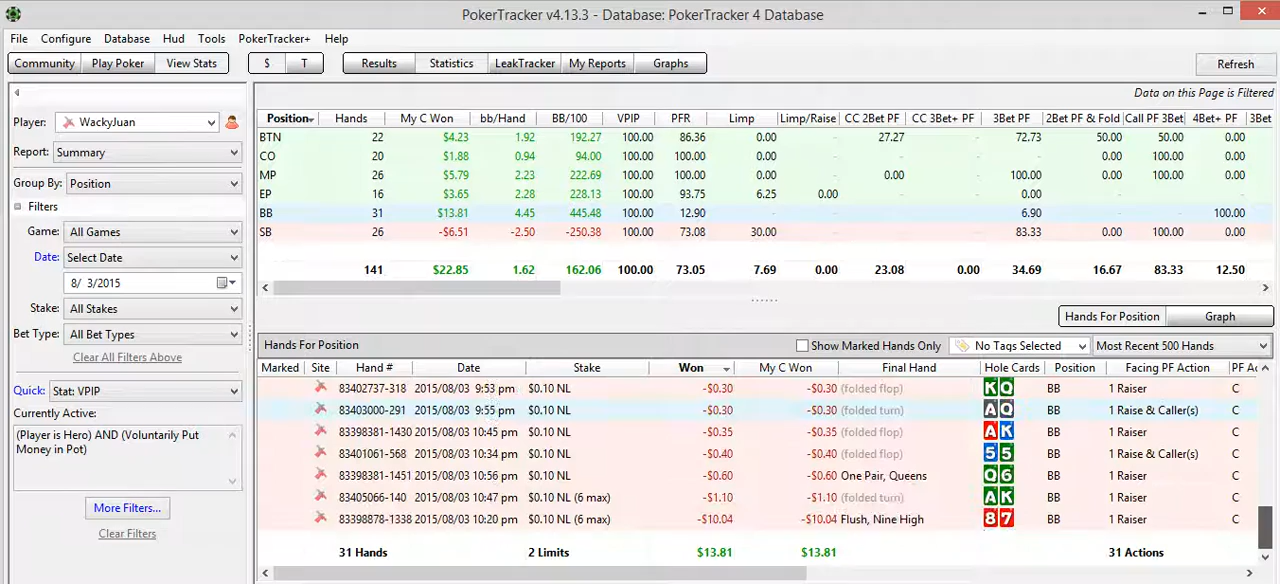 PokerTracker v4.13.3 - Database: PokerTracker 4 Database
File Configure Database Hud Tools PokerTracker+ Help
Community Play Poker View Stats $ T Results Statistics LeakTracker My Reports Graphs Refresh
Data on this Page is Filtered
Player: WackyJuan
Report: Summary
Group By: Position
Filters
Game: All Games
Date: Select Date
8/ 3/2015
Stake: All Stakes
Bet Type: All Bet Types
Clear All Filters Above
Quick: Stat: VPIP
Currently Active:
(Player is Hero) AND (Voluntarily Put
Money in Pot)
More Filters...
Clear Filters
Position Hands My C Won bb/Hand BB/100 VPIP PFR Limp Limp/Raise CC 2Bet PF CC 3Bet+ PF 3Bet PF 2Bet PF & Fold Call PF 3Bet 4Bet+ PF 3Bet
BTN 22 $4.23 1.92 192.27 100.00 86.36 0.00 - 27.27 - 72.73 50.00 50.00 0.00
CO 20 $1.88 0.94 94.00 100.00 100.00 - - - - - 0.00 100.00 0.00
MP 26 $5.79 2.23 222.69 100.00 100.00 - - 0.00 - 100.00 0.00 100.00 0.00
EP 16 $3.65 2.28 228.13 100.00 93.75 6.25 0.00 - - 0.00 - - 0.00
BB 31 $13.81 4.45 445.48 100.00 12.90 - - - - 6.90 - - 100.00
SB 26 -$6.51 -2.50 -250.38 100.00 73.08 30.00 - - - 83.33 0.00 100.00 0.00
141 $22.85 1.62 162.06 100.00 73.05 7.69 0.00 23.08 0.00 34.69 16.67 83.33 12.50
Hands For Position Graph
Hands For Position Show Marked Hands Only No Tags Selected Most Recent 500 Hands
Marked Site Hand # Date Stake Won My C Won Final Hand Hole Cards Position Facing PF Action PF Ac
83402737-318 2015/08/03 9:53 pm $0.10 NL -$0.30 -$0.30 (folded flop) K Q BB 1 Raiser C
83403000-291 2015/08/03 9:55 pm $0.10 NL -$0.30 -$0.30 (folded turn) A Q BB 1 Raise & Caller(s) C
83398381-1430 2015/08/03 10:45 pm $0.10 NL -$0.35 -$0.35 (folded flop) A K BB 1 Raiser C
83401061-568 2015/08/03 10:34 pm $0.10 NL -$0.40 -$0.40 (folded flop) 5 5 BB 1 Raise & Caller(s) C
83398381-1451 2015/08/03 10:56 pm $0.10 NL -$0.60 -$0.60 One Pair, Queens Q 6 BB 1 Raiser C
83405066-140 2015/08/03 10:47 pm $0.10 NL (6 max) -$1.10 -$1.10 (folded turn) A K BB 1 Raiser C
83398878-1338 2015/08/03 10:20 pm $0.10 NL (6 max) -$10.04 -$10.04 Flush, Nine High 8 7 BB 1 Raiser C
31 Hands 2 Limits $13.81 $13.81 31 Actions